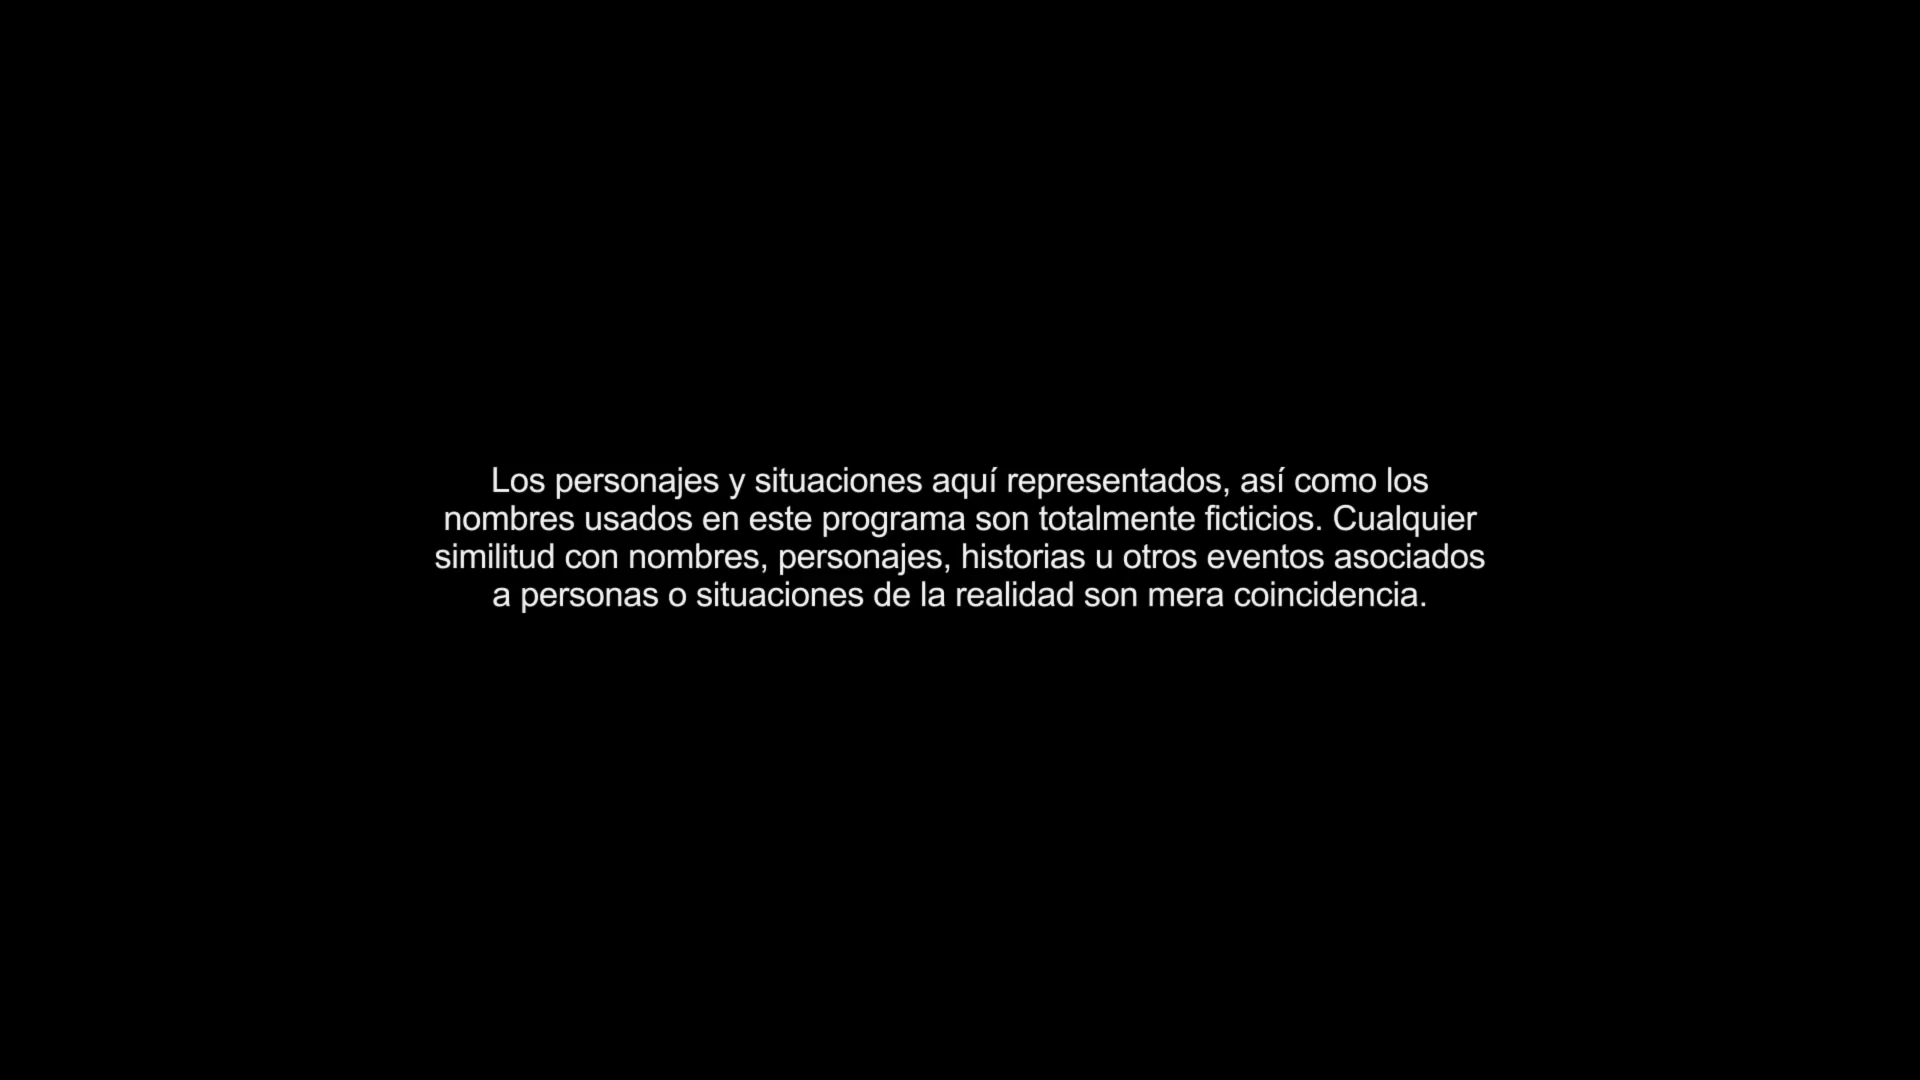 Los personajes y situaciones aquí representados, así como los
nombres usados en este programa son totalmente ficticios. Cualquier
similitud con nombres, personajes, historias u otros eventos asociados
a personas o situaciones de la realidad son mera coincidencia.